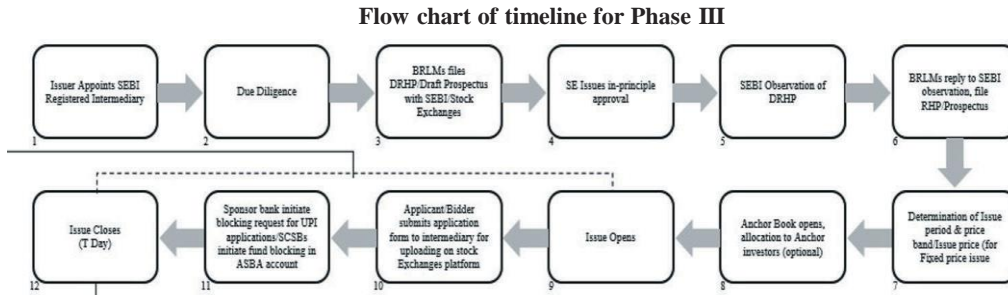 Flow chart of timeline for Phase III
Issuer Appoints SEBI
Registered Intermediary
1
Due Diligence
2
BRLMs files
DRHP/Draft Prospectus
with SEBI/Stock
Exchanges
3
SE Issues in-principle
approval
4
SEBI Observation of
DRHP
5
BRLMs reply to SEBI
observation, file
RHP/Prospectus
6
Determination of Issue
period & price
band/Issue price (for
Fixed price issue
7
Anchor Book opens,
allocation to Anchor
investors (optional)
8
Issue Opens
9
Applicant/Bidder
submits application
form to intermediary for
uploading on stock
Exchanges platform
10
Sponsor bank initiate
blocking request for UPI
applications/SCSBs
initiate fund blocking in
ASBA account
11
Issue Closes
(T Day)
12